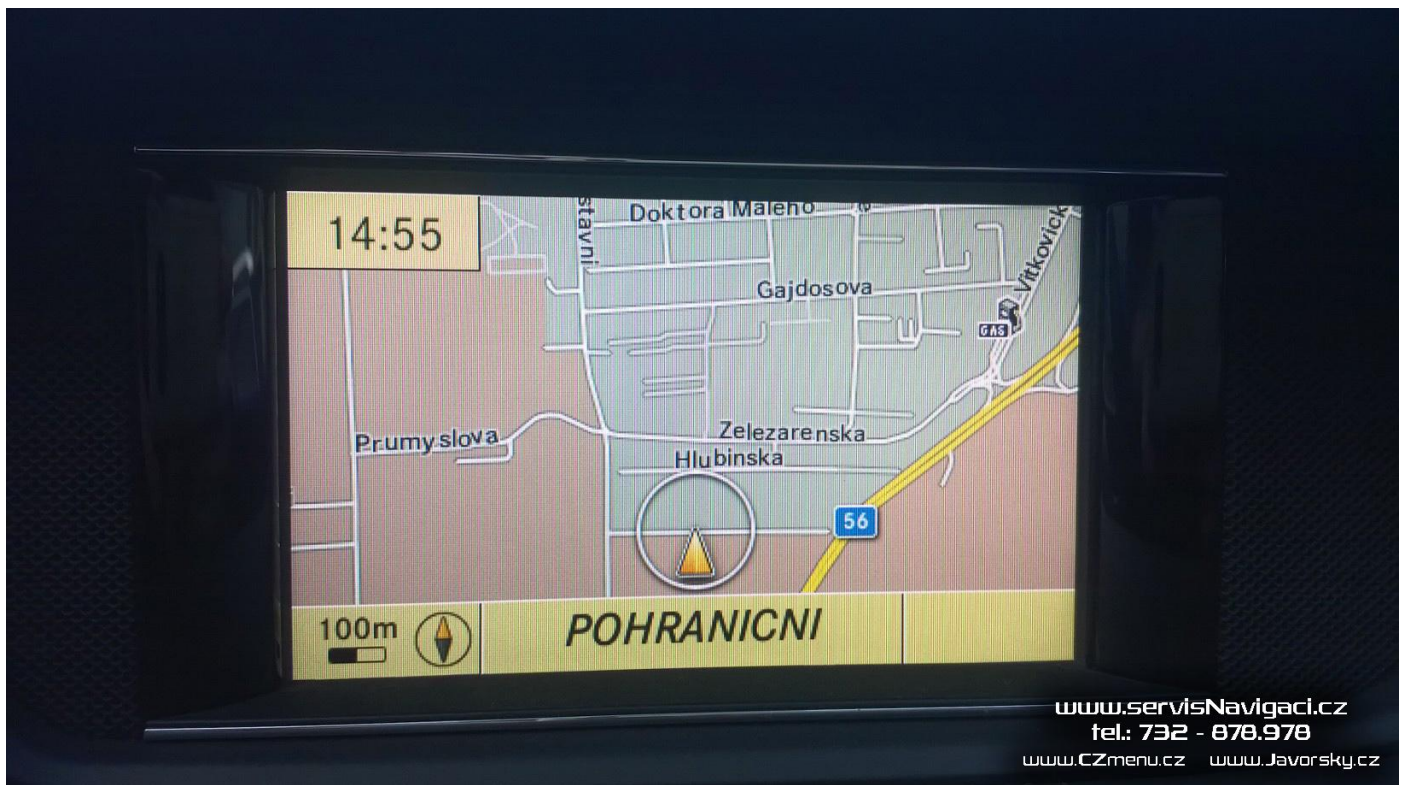 14:55
stavni
Doktora Maleho
Vitkovick
Gajdosova
GAS
Prumyslova
Zelezarenska
Hlubinska
56
100m
POHRANICNI
www.servisNavigaci.cz
tel.: 732 - 878.978
www.CZmenu.cz www.Javorsky.cz